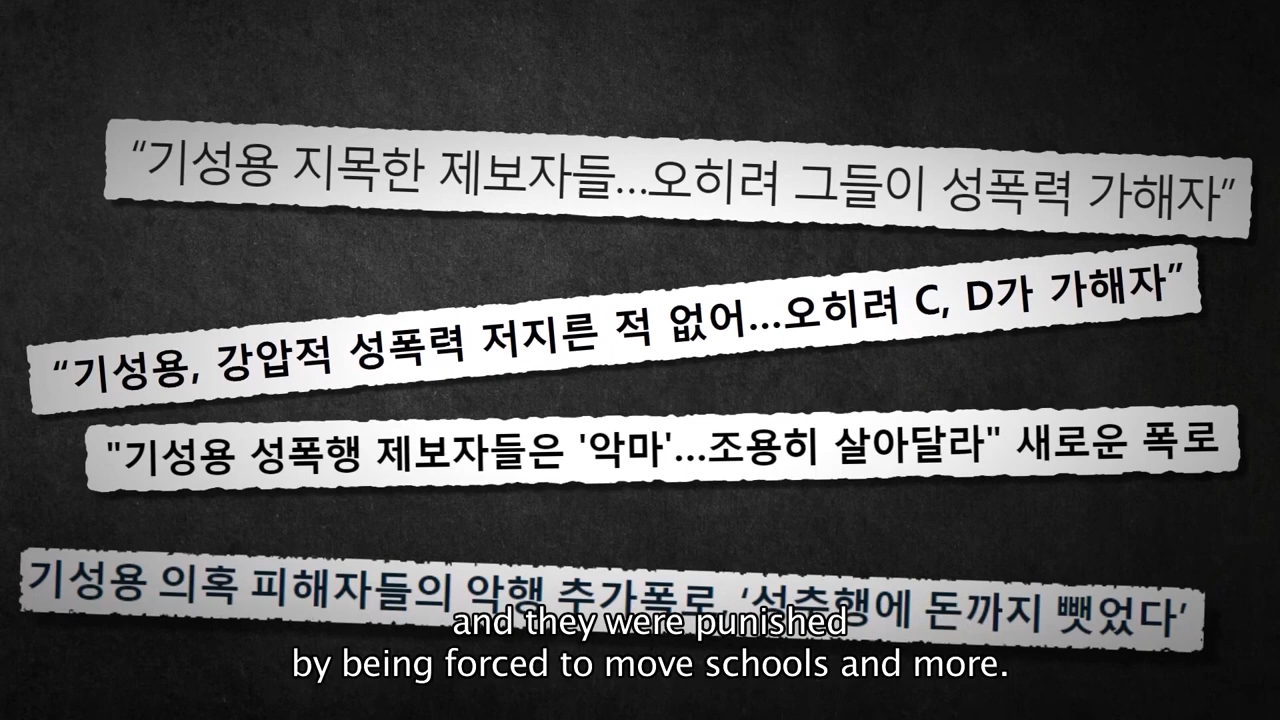 “기성용 지목한 제보자들...오히려 그들이 성폭력 가해자”
“기성용, 강압적 성폭력 저지른 적 없어...오히려 C, D가 가해자”
"기성용 성폭행 제보자들은 '악마'...조용히 살아달라" 새로운 폭로
기성용 의혹 피해자들의 악행 추가폭로, ‘성추행에 돈까지 뺏었다’
and they were punished
by being forced to move schools and more.